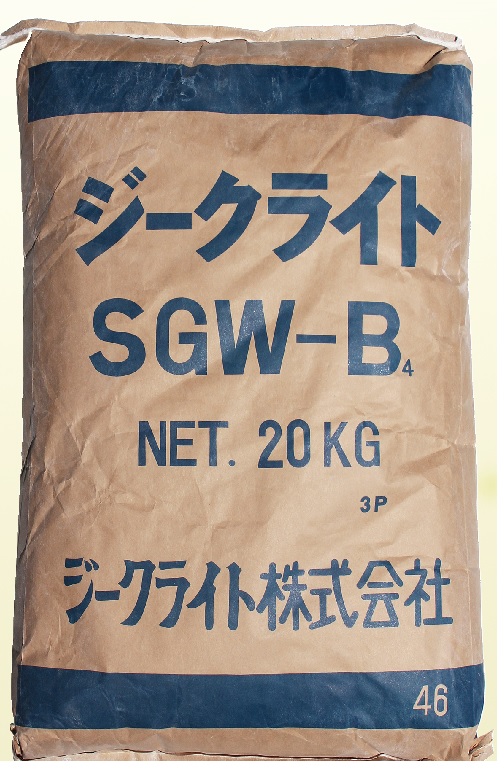 ジークライト
SGW-B4
NET. 20KG
3P
ジークライト株式会社
46